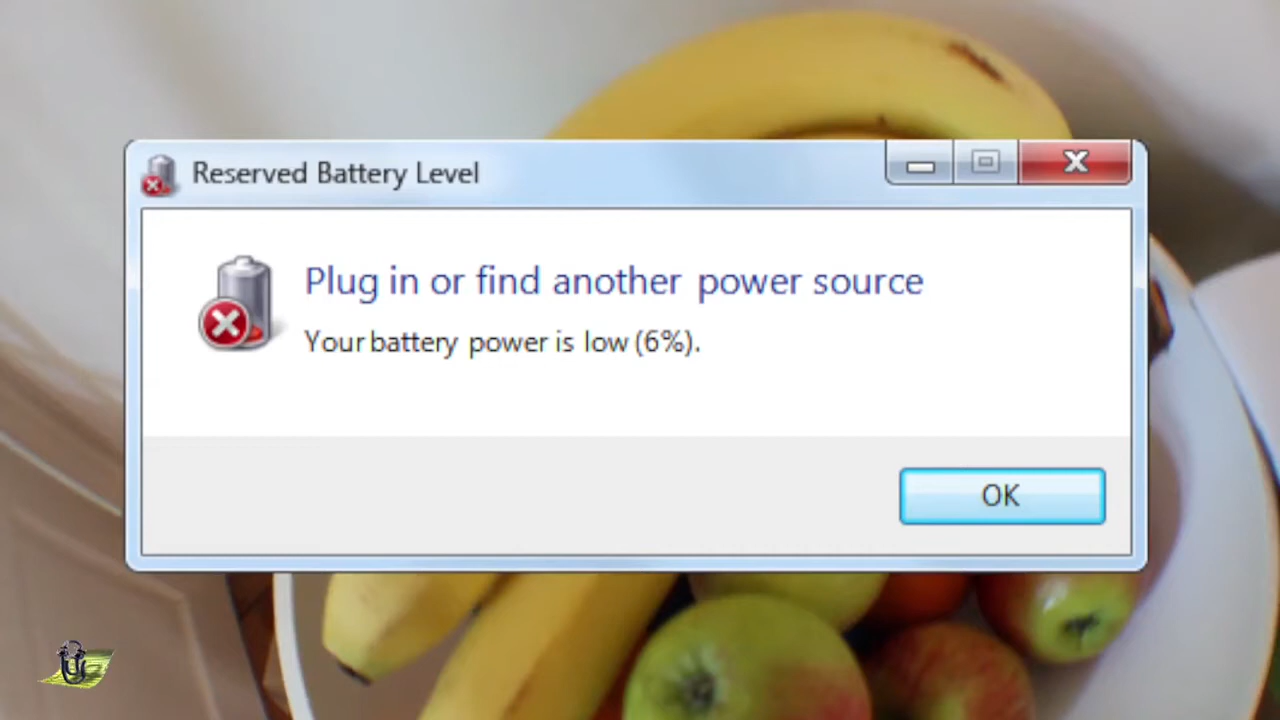 Reserved Battery Level
Plug in or find another power source
Your battery power is low (6%).
OK